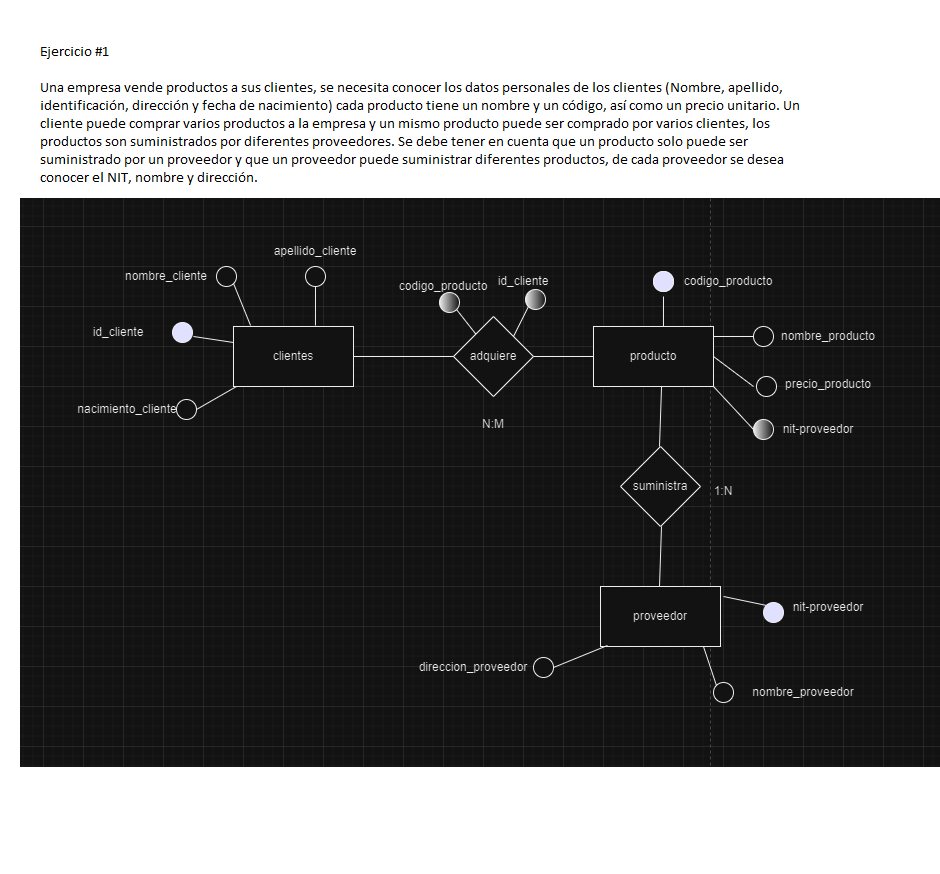 Ejercicio #1
Una empresa vende productos a sus clientes, se necesita conocer los datos personales de los clientes (Nombre, apellido,
identificación, dirección y fecha de nacimiento) cada producto tiene un nombre y un código, así como un precio unitario. Un
cliente puede comprar varios productos a la empresa y un mismo producto puede ser comprado por varios clientes, los
productos son suministrados por diferentes proveedores. Se debe tener en cuenta que un producto solo puede ser
suministrado por un proveedor y que un proveedor puede suministrar diferentes productos, de cada proveedor se desea
conocer el NIT, nombre y dirección.
apellido_cliente
nombre_cliente
codigo_producto
id_cliente
codigo_producto
id_cliente
clientes
adquiere
producto
nombre_producto
precio_producto
nacimiento_cliente
N:M
nit-proveedor
suministra
1:N
proveedor
nit-proveedor
direccion_proveedor
nombre_proveedor